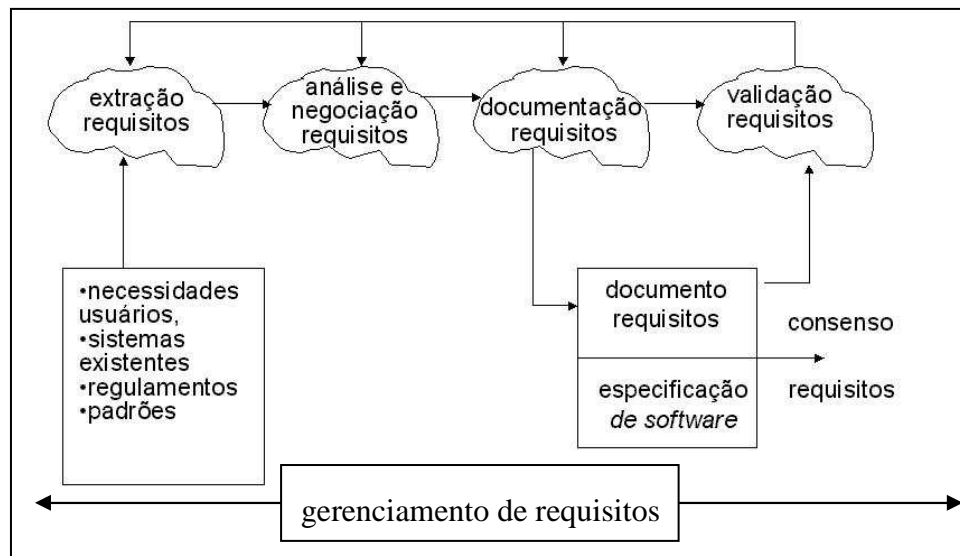 extração
requisitos
análise e
negociação
requisitos
documentação
requisitos
validação
requisitos
•necessidades
usuários,
•sistemas
existentes
•regulamentos
•padrões
documento
requisitos
especificação
de software
consenso
requisitos
gerenciamento de requisitos